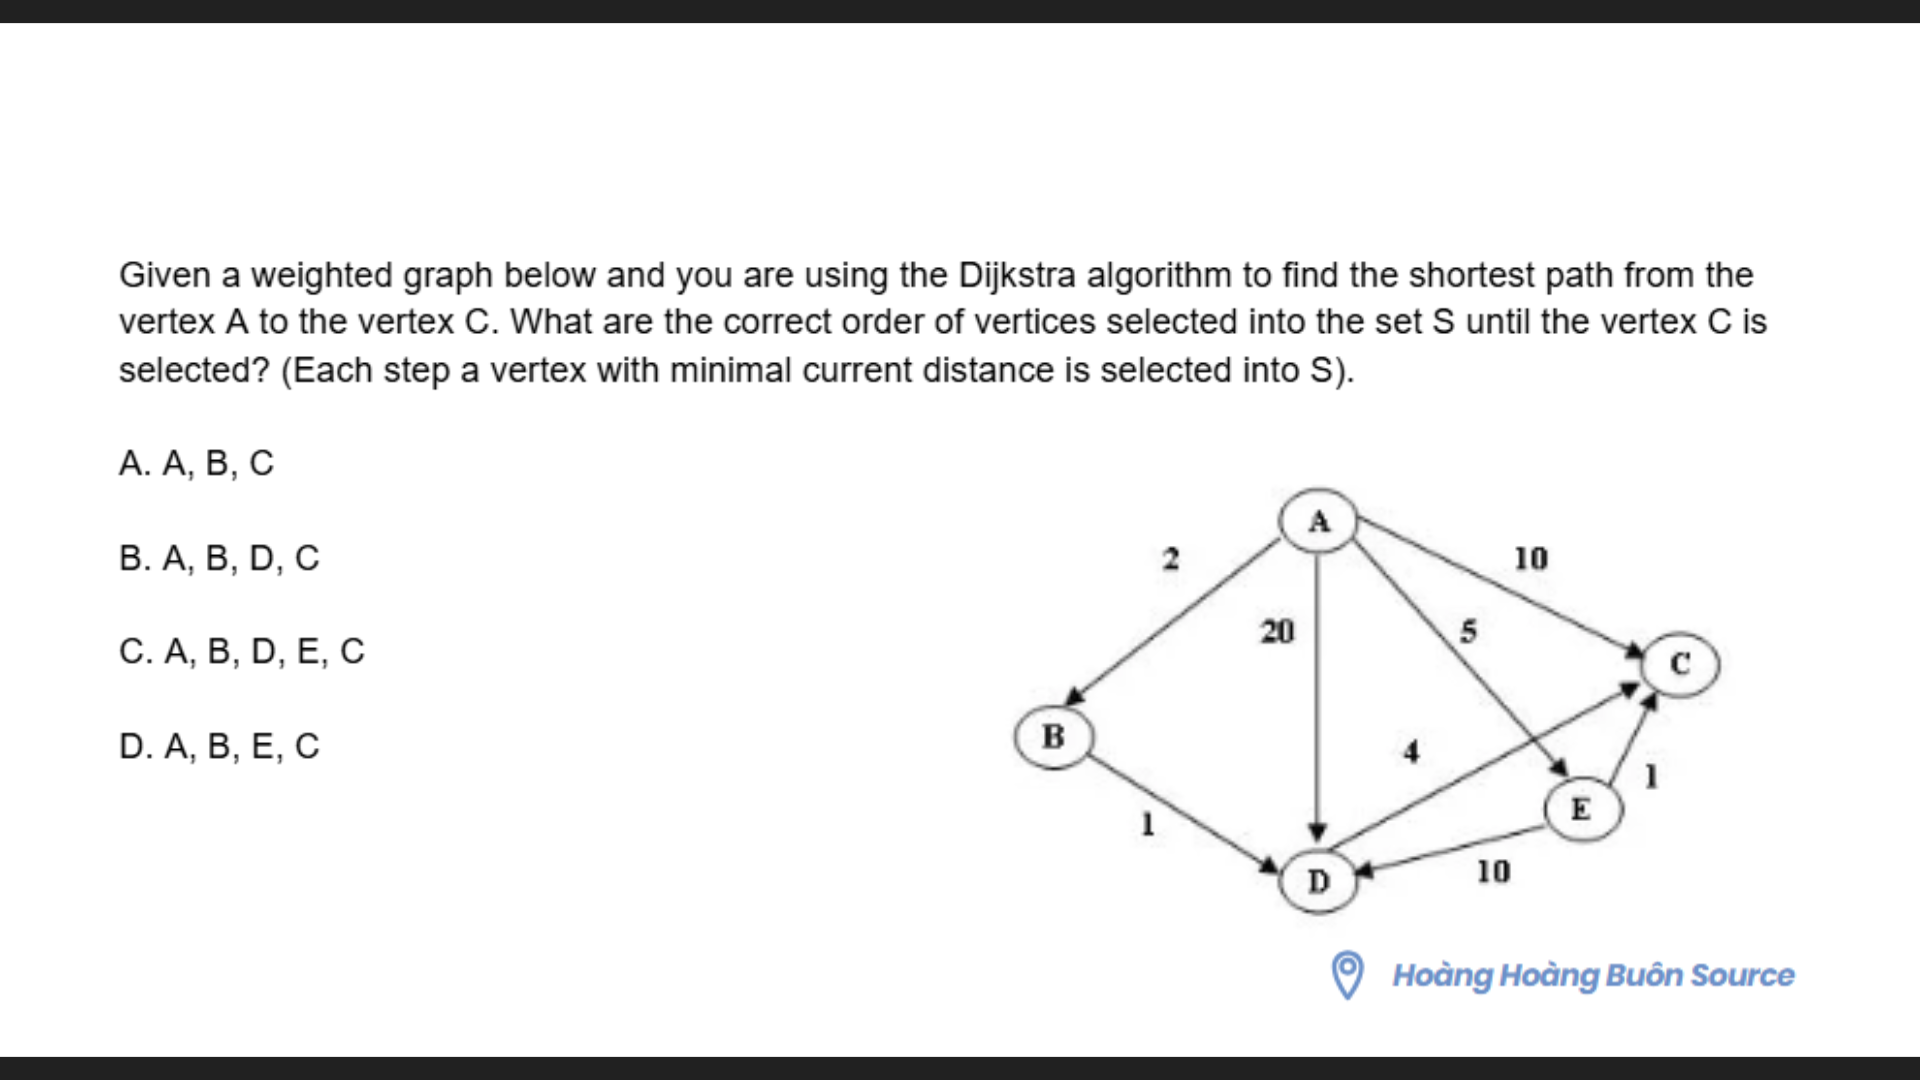 Given a weighted graph below and you are using the Dijkstra algorithm to find the shortest path from the
vertex A to the vertex C. What are the correct order of vertices selected into the set S until the vertex C is
selected? (Each step a vertex with minimal current distance is selected into S).
A. A, B, C
B. A, B, D, C
C. A, B, D, E, C
D. A, B, E, C
A
2
10
20
5
C
B
4
1
E
1
10
D
Hoàng Hoàng Buôn Source